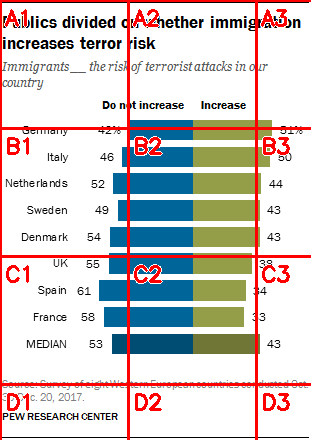 Publics divided on whether immigration
increases terror risk
Immigrants __ the risk of terrorist attacks in our
country
Do not increase Increase
Germany 42% 51%
Italy 46 50
Netherlands 52 44
Sweden 49 43
Denmark 54 43
UK 55 38
Spain 61 34
France 58 33
MEDIAN 53 43
Source: Survey of eight Western European countries conducted Oct.
Dec. 20, 2017.
PEW RESEARCH CENTER
A1 A2 A3
B1 B2 B3
C1 C2 C3
D1 D2 D3